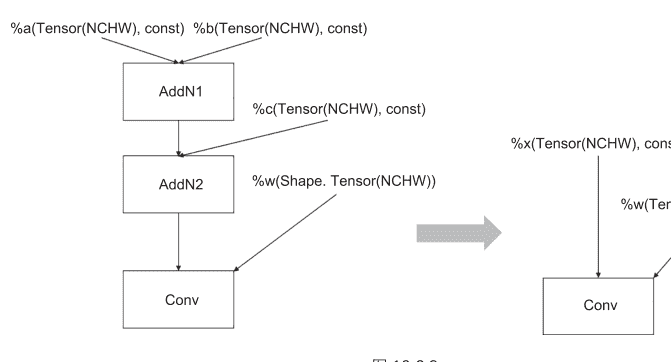 %a(Tensor(NCHW), const) %b(Tensor(NCHW), const)
AddN1
%c(Tensor(NCHW), const)
AddN2
%w(Shape. Tensor(NCHW))
Conv
%x(Tensor(NCHW), cons
%w(Ter
Conv